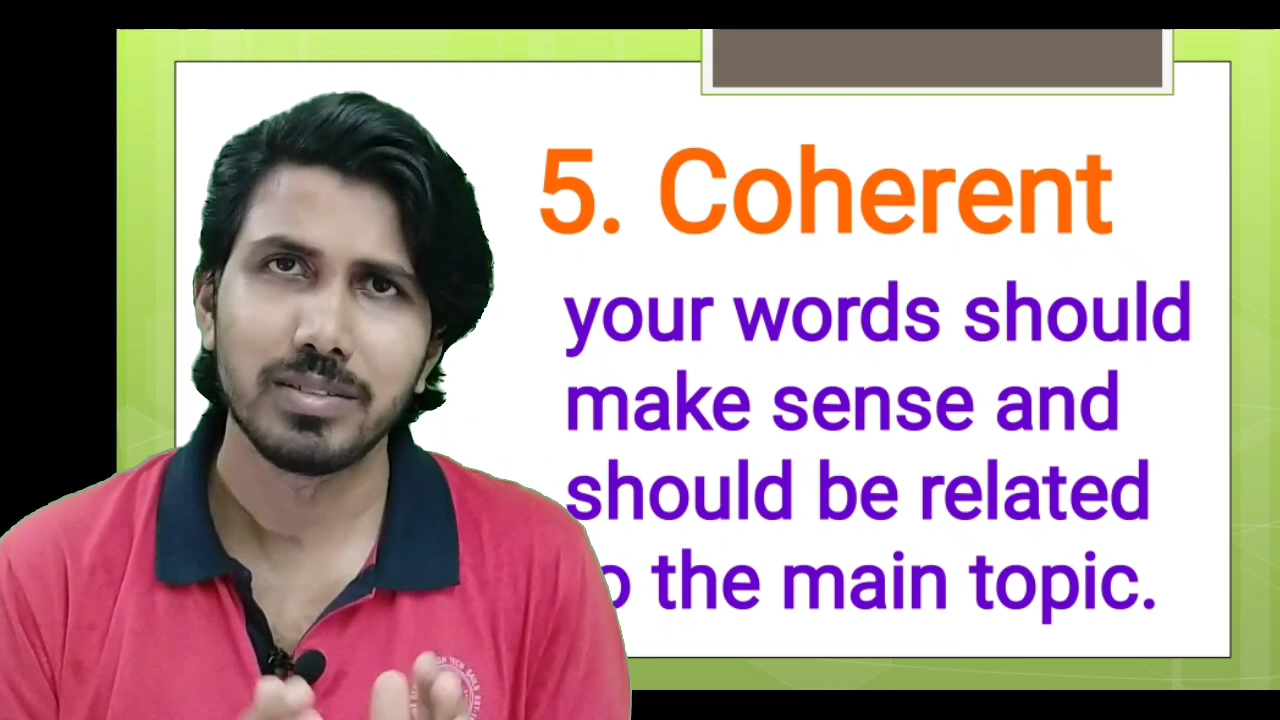 5. Coherent
your words should
make sense and
should be related
the main topic.